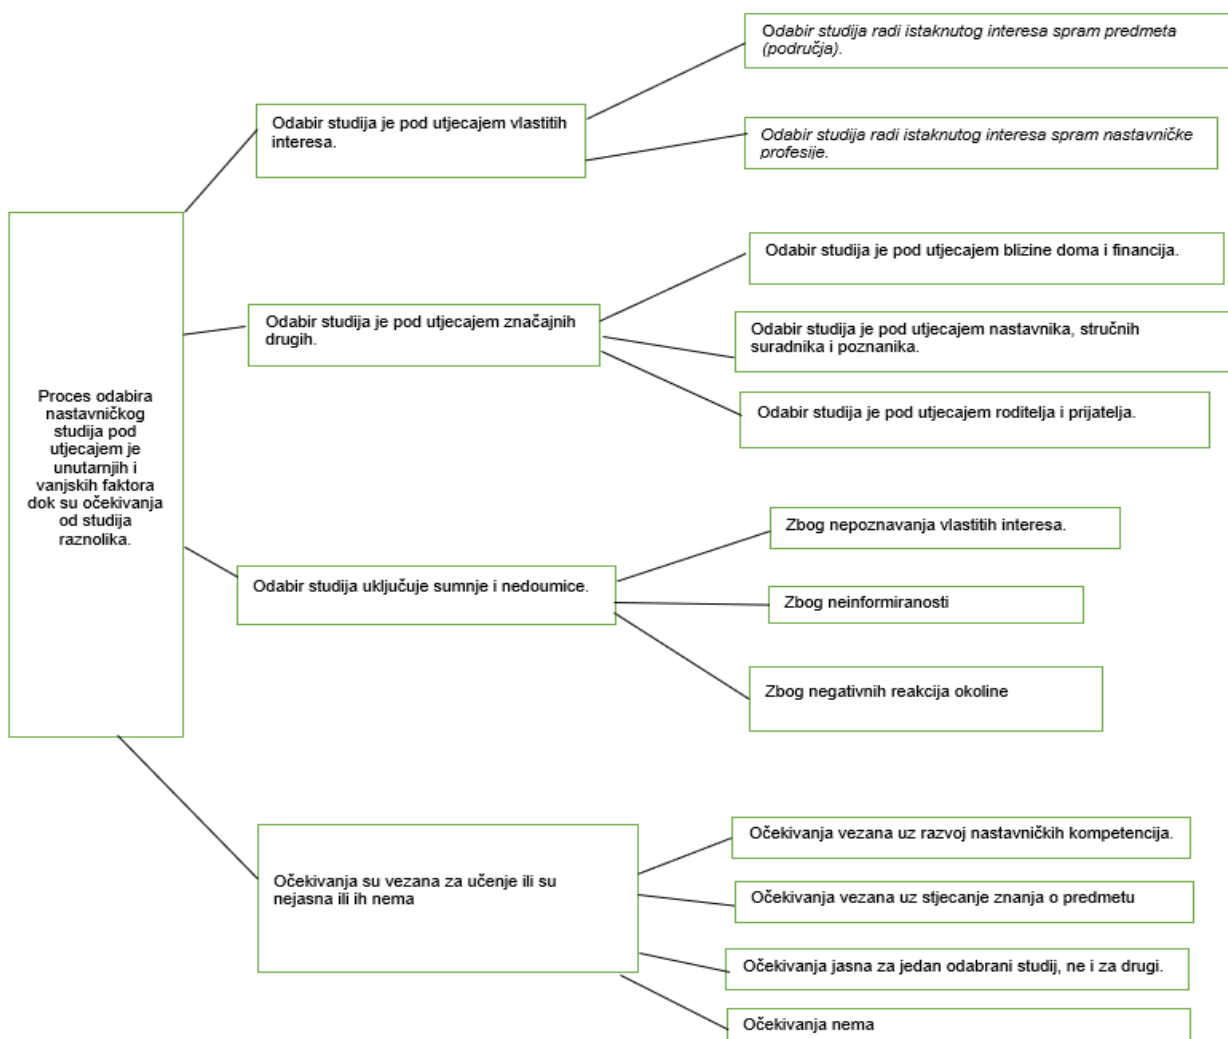 Proces odabira
nastavničkog
studija pod
utjecajem je
unutarnjih i
vanjskih faktora
dok su očekivanja
od studija
raznolika.
Odabir studija je pod utjecajem vlastitih
interesa.
Odabir studija radi istaknutog interesa spram predmeta
(područja).
Odabir studija radi istaknutog interesa spram nastavničke
profesije.
Odabir studija je pod utjecajem značajnih
drugih.
Odabir studija je pod utjecajem blizine doma i financija.
Odabir studija je pod utjecajem nastavnika, stručnih
suradnika i poznanika.
Odabir studija je pod utjecajem roditelja i prijatelja.
Odabir studija uključuje sumnje i nedoumice.
Zbog nepoznavanja vlastitih interesa.
Zbog neinformiranosti
Zbog negativnih reakcija okoline
Očekivanja su vezana za učenje ili su
nejasna ili ih nema
Očekivanja vezana uz razvoj nastavničkih kompetencija.
Očekivanja vezana uz stjecanje znanja o predmetu
Očekivanja jasna za jedan odabrani studij, ne i za drugi.
Očekivanja nema